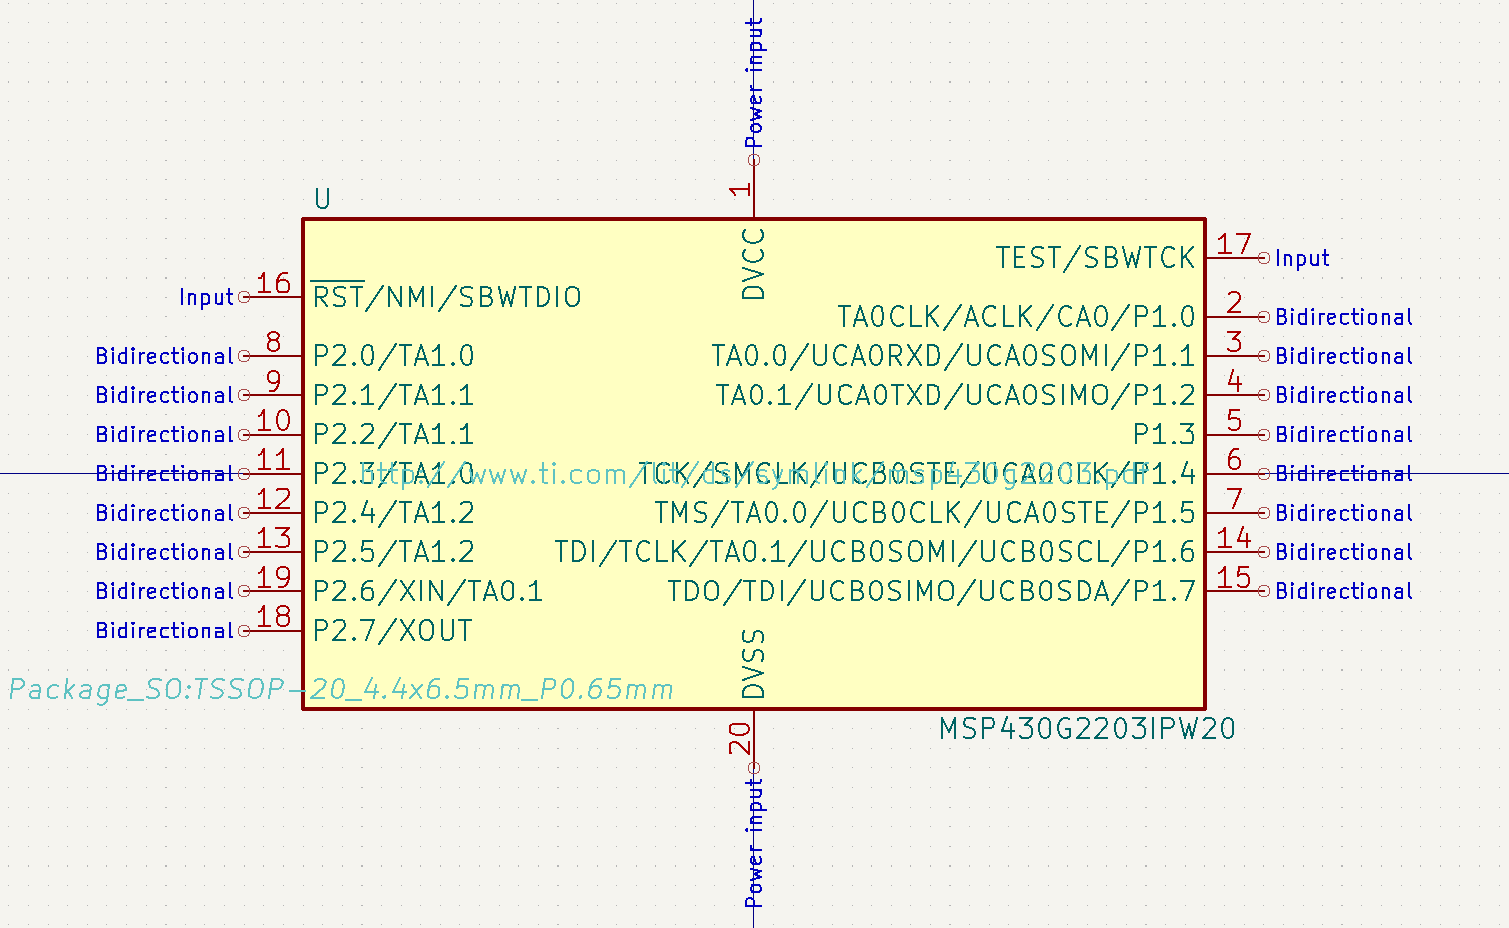 Power input
1
U
DVCC
17
TEST/SBWTCK
Input
Input
16
RST/NMI/SBWTDIO
TA0CLK/ACLK/CA0/P1.0
2
Bidirectional
Bidirectional
8
P2.0/TA1.0
TA0.0/UCA0RXD/UCA0SOMI/P1.1
3
Bidirectional
Bidirectional
9
P2.1/TA1.1
TA0.1/UCA0TXD/UCA0SIMO/P1.2
4
Bidirectional
Bidirectional
10
P2.2/TA1.1
P1.3
5
Bidirectional
Bidirectional
11
P2.3/TA1.0
http://www.ti.com/lit/ds/symlink/msp430g2203.pdf
TCK/SMCLK/UCB0STE/UCA0CLK/P1.4
6
Bidirectional
Bidirectional
12
P2.4/TA1.2
TMS/TA0.0/UCB0CLK/UCA0STE/P1.5
7
Bidirectional
Bidirectional
13
P2.5/TA1.2
TDI/TCLK/TA0.1/UCB0SOMI/UCB0SCL/P1.6
14
Bidirectional
Bidirectional
19
P2.6/XIN/TA0.1
TDO/TDI/UCB0SIMO/UCB0SDA/P1.7
15
Bidirectional
Bidirectional
18
P2.7/XOUT
DVSS
Package_SO:TSSOP-20_4.4x6.5mm_P0.65mm
MSP430G2203IPW20
20
Power input